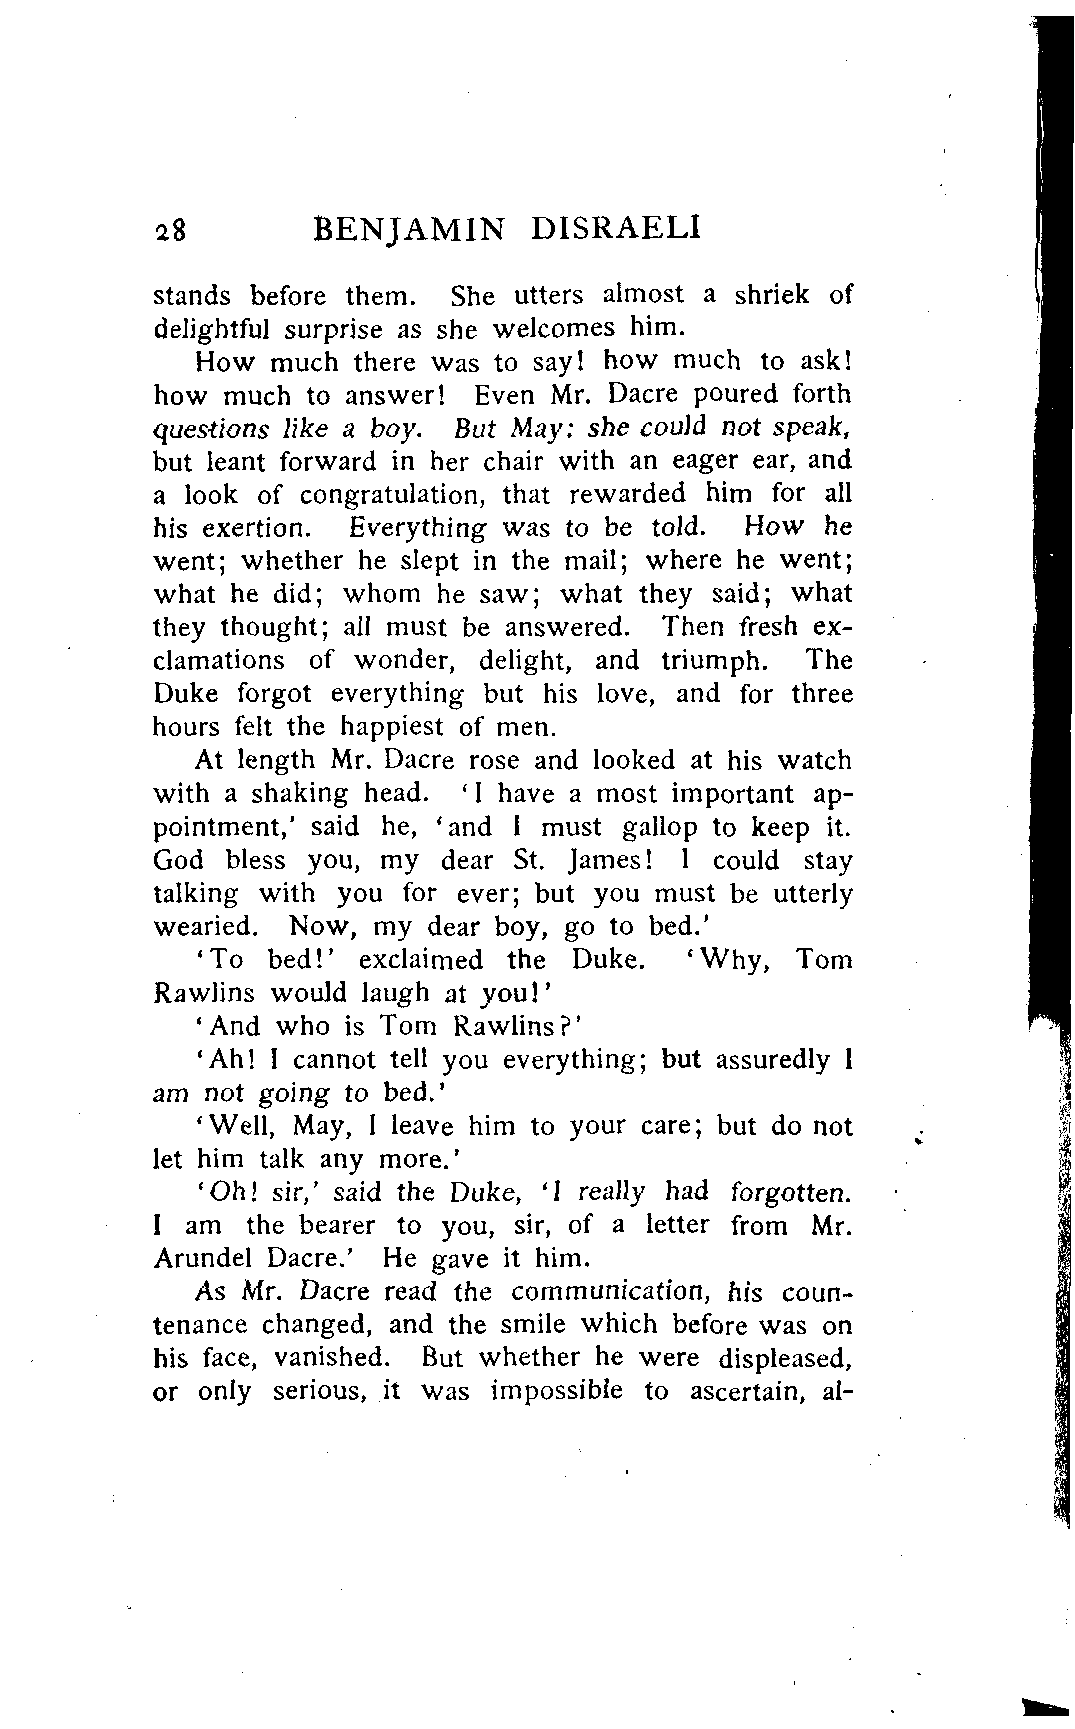 28 BENJAMIN DISRAELI
stands before them. She utters almost a shriek of
delightful surprise as she welcomes him.
How much there was to say! how much to ask!
how much to answer! Even Mr. Dacre poured forth
questions like a boy. But May: she could not speak,
but leant forward in her chair with an eager ear, and
a look of congratulation, that rewarded him for all
his exertion. Everything was to be told. How he
went; whether he slept in the mail; where he went;
what he did; whom he saw; what they said; what
they thought; all must be answered. Then fresh ex-
clamations of wonder, delight, and triumph. The
Duke forgot everything but his love, and for three
hours felt the happiest of men.
At length Mr. Dacre rose and looked at his watch
with a shaking head. ‘I have a most important ap-
pointment,’ said he, ‘and I must gallop to keep it.
God bless you, my dear St. James! I could stay
talking with you for ever; but you must be utterly
wearied. Now, my dear boy, go to bed.’
‘To bed!’ exclaimed the Duke. ‘Why, Tom
Rawlins would laugh at you!’
‘And who is Tom Rawlins?’
‘Ah! I cannot tell you everything; but assuredly I
am not going to bed.’
‘Well, May, I leave him to your care; but do not
let him talk any more.’
‘Oh! sir,’ said the Duke, ‘I really had forgotten.
I am the bearer to you, sir, of a letter from Mr.
Arundel Dacre.’ He gave it him.
As Mr. Dacre read the communication, his coun-
tenance changed, and the smile which before was on
his face, vanished. But whether he were displeased,
or only serious, it was impossible to ascertain, al-